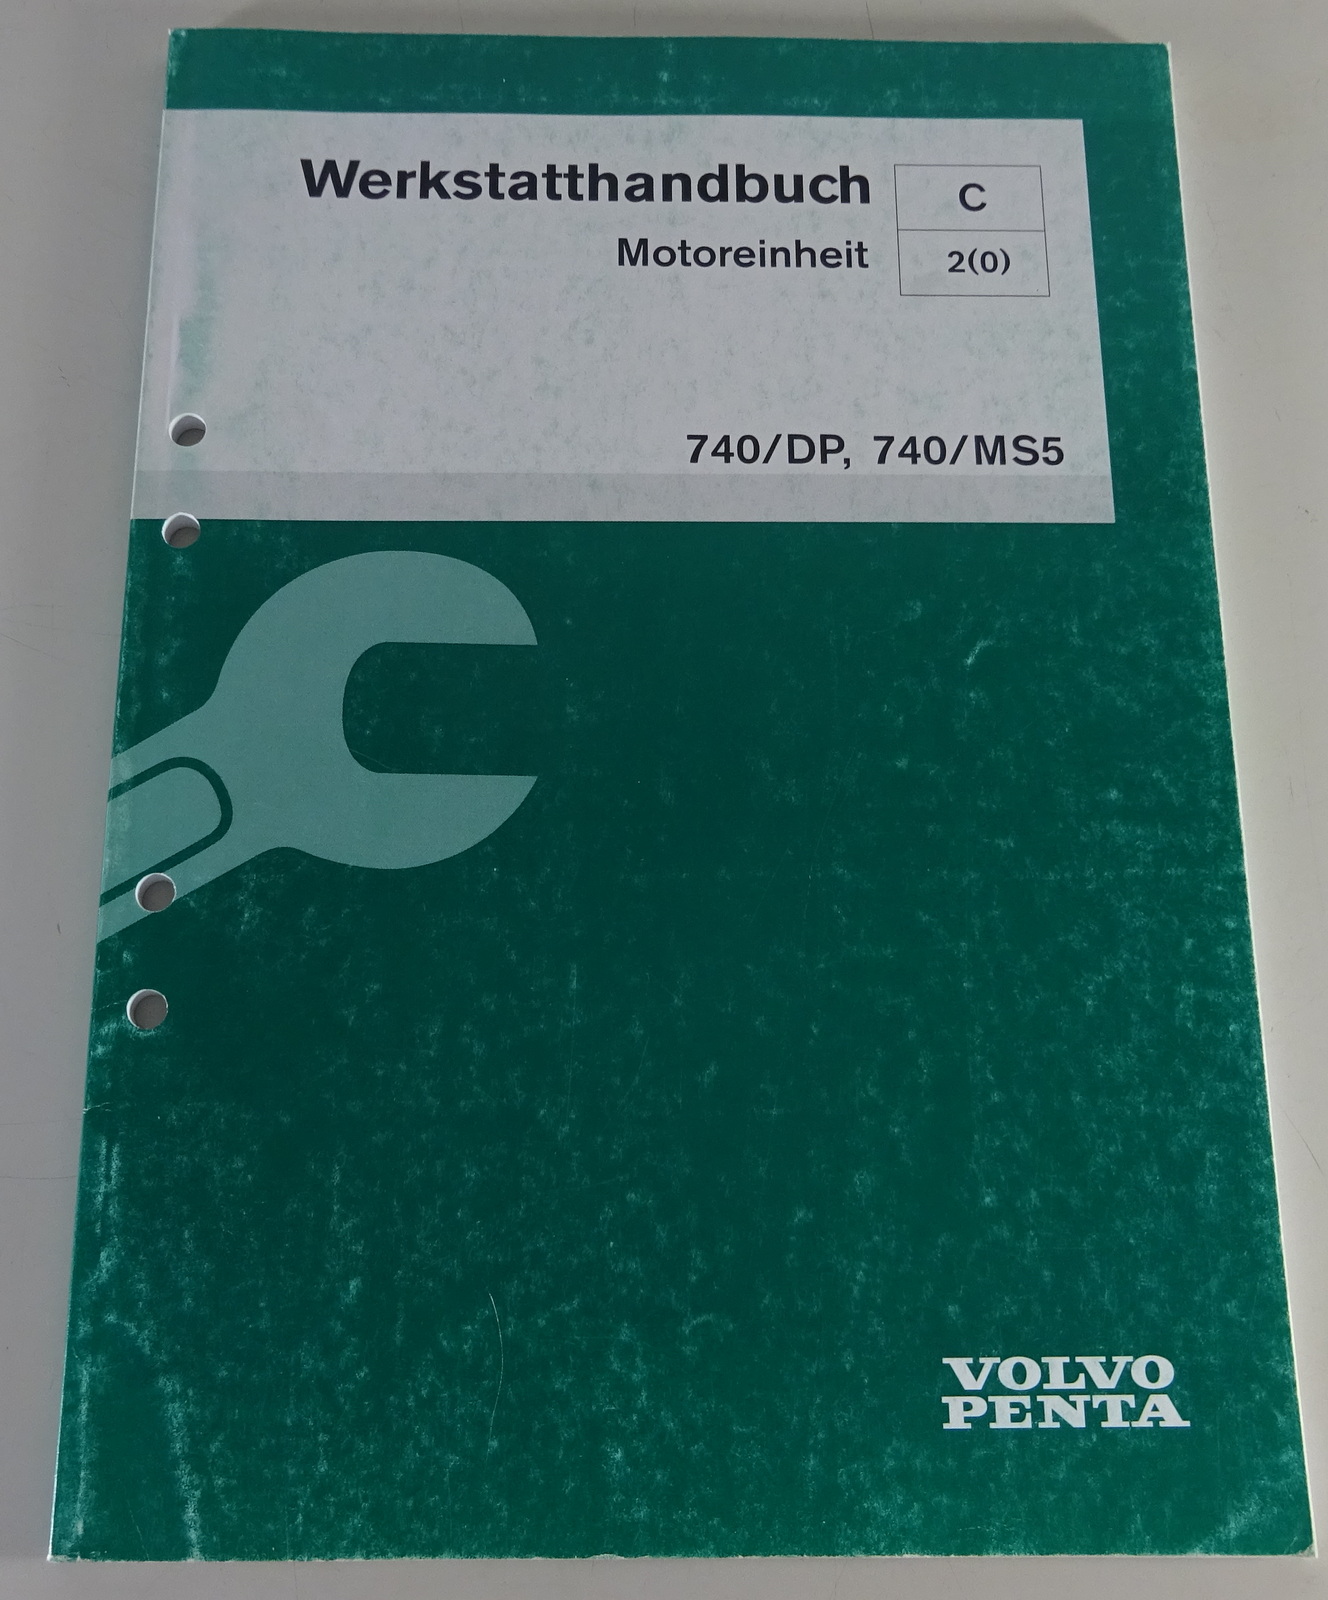 Werkstatthandbuch
Motoreinheit
C
2(0)
740/DP, 740/MS5
VOLVO
PENTA